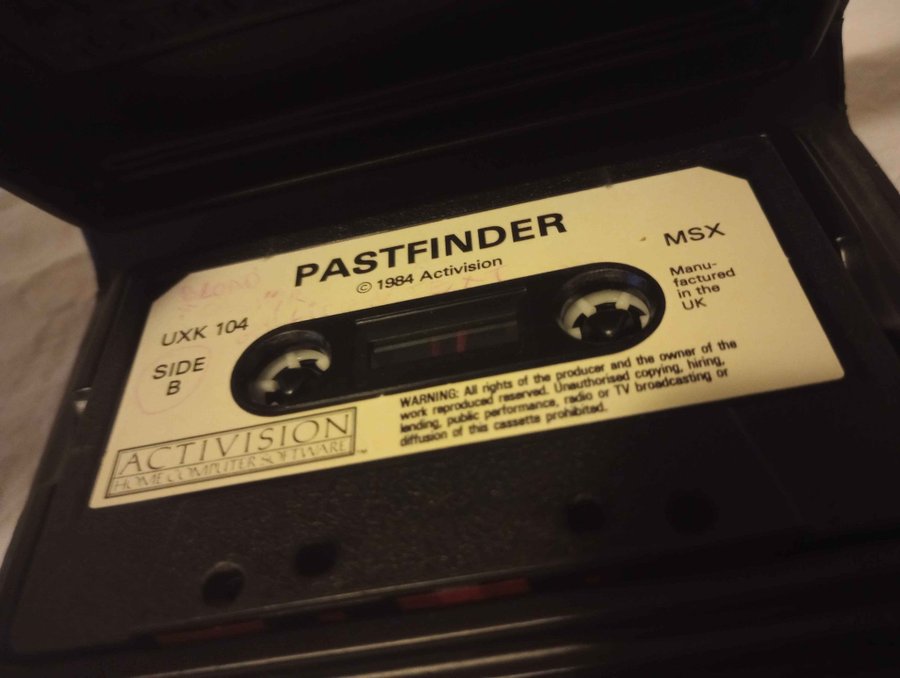 PASTFINDER
© 1984 Activision
MSX
Manu-
factured
in the
UK
UXK 104
SIDE
B
ACTIVISION
HOME COMPUTER SOFTWARE™
WARNING: All rights of the producer and the owner of the
work reproduced reserved. Unauthorised copying, hiring,
lending, public performance, radio or TV broadcasting or
diffusion of this cassette prohibited.